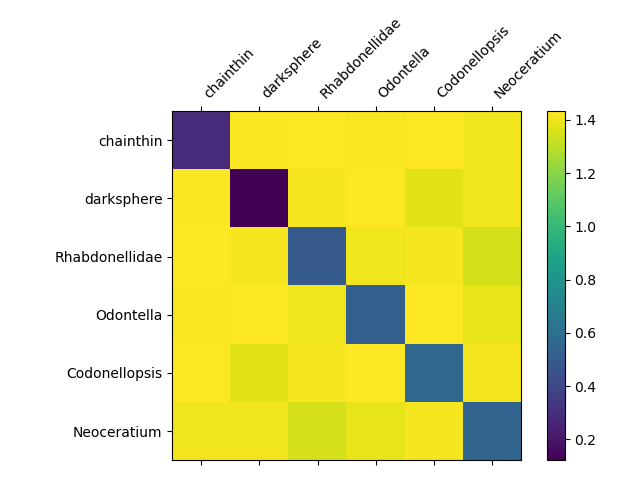 chainthin
darksphere
Rhabdonellidae
Odontella
Codonellopsis
Neoceratium
chainthin
darksphere
Rhabdonellidae
Odontella
Codonellopsis
Neoceratium
1.4
1.2
1.0
0.8
0.6
0.4
0.2